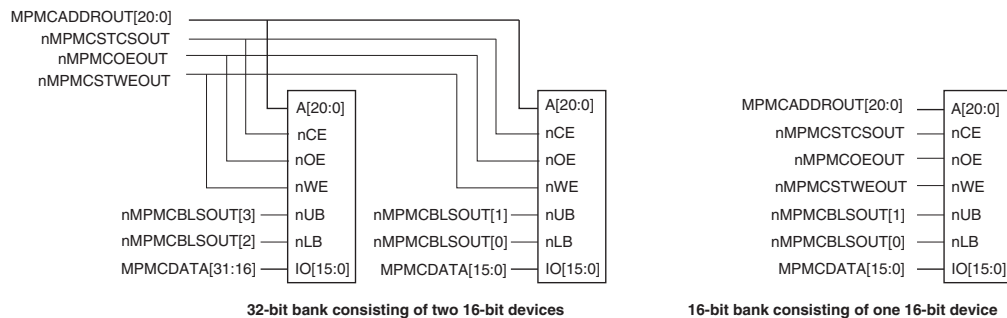 MPMCADDROUT[20:0]
nMPMCSTCSOUT
nMPMCOEOUT
nMPMCSTWEOUT
A[20:0]
nCE
nOE
nWE
nMPMCBLSOUT[3] nUB
nMPMCBLSOUT[2] nLB
MPMCDATA[31:16] IO[15:0]
A[20:0]
nCE
nOE
nWE
nMPMCBLSOUT[1] nUB
nMPMCBLSOUT[0] nLB
MPMCDATA[15:0] IO[15:0]
32-bit bank consisting of two 16-bit devices
MPMCADDROUT[20:0] A[20:0]
nMPMCSTCSOUT nCE
nMPMCOEOUT nOE
nMPMCSTWEOUT nWE
nMPMCBLSOUT[1] nUB
nMPMCBLSOUT[0] nLB
MPMCDATA[15:0] IO[15:0]
16-bit bank consisting of one 16-bit device